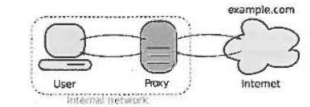 example.com
User
Proxy
Internet
Internal network